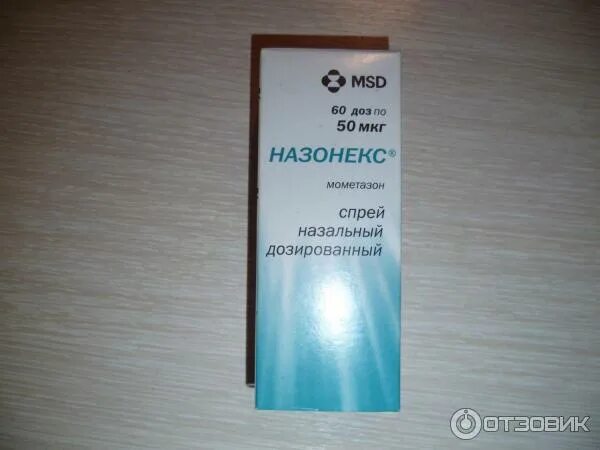 MSD
60 доз по
50 мкг
НАЗОНЕКС®
мометазон
спрей
назальный
дозированный
ОТЗОВИК